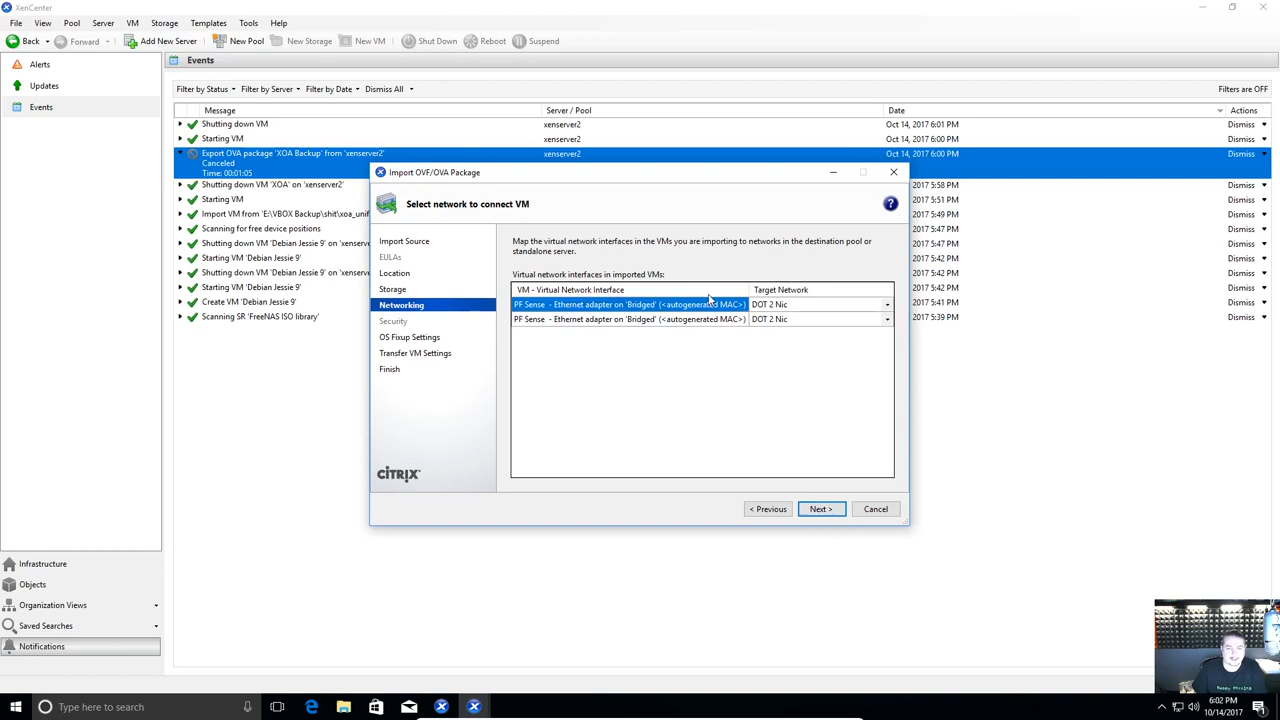 XenCenter
File View Pool Server VM Storage Templates Tools Help
Back Forward Add New Server New Pool New Storage New VM Shut Down Reboot Suspend
Alerts
Updates
Events
Events
Filter by Status Filter by Server Filter by Date Dismiss All Filters are OFF
Message Server / Pool Date Actions
Shutting down VM xenserver2 Oct 14, 2017 6:01 PM Dismiss
Starting VM xenserver2 Oct 14, 2017 6:00 PM Dismiss
Export OVA package 'XOA Backup' from 'xenserver2' xenserver2 Oct 14, 2017 6:00 PM Dismiss
Canceled
Time: 00:01:05
Shutting down VM 'XOA' on 'xenserver2' 2017 5:58 PM Dismiss
Starting VM 2017 5:51 PM Dismiss
Import VM from 'E:\VBOX Backup\shit\xoa_unif 2017 5:49 PM Dismiss
Scanning for free device positions 2017 5:49 PM Dismiss
Shutting down VM 'Debian Jessie 9' on 'xenserve 2017 5:47 PM Dismiss
Starting VM 'Debian Jessie 9' 2017 5:46 PM Dismiss
Shutting down VM 'Debian Jessie 9' on 'xenserve 2017 5:46 PM Dismiss
Starting VM 'Debian Jessie 9' 2017 5:42 PM Dismiss
Create VM 'Debian Jessie 9' 2017 5:42 PM Dismiss
Scanning SR 'FreeNAS ISO library' 2017 5:39 PM Dismiss
Import OVF/OVA Package
Select network to connect VM
Import Source
EULAs
Location
Storage
Networking
Security
OS Fixup Settings
Transfer VM Settings
Finish
CITRIX
Map the virtual network interfaces in the VMs you are importing to networks in the destination pool or
standalone server.
Virtual network interfaces in imported VMs:
VM - Virtual Network Interface Target Network
PF Sense - Ethernet adapter on 'Bridged' (<autogenerated MAC>) DOT 2 Nic
PF Sense - Ethernet adapter on 'Bridged' (<autogenerated MAC>) DOT 2 Nic
< Previous Next > Cancel
Infrastructure
Objects
Organization Views
Saved Searches
Notifications
Type here to search
6:02 PM
10/14/2017